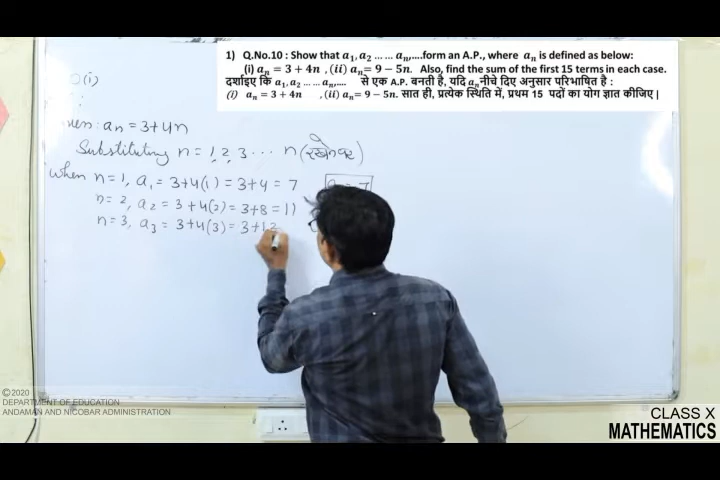 1) Q.No.10 : Show that a₁, a₂ ... ... aₙ,....form an A.P., where aₙ is defined as below:
(i) aₙ = 3 + 4n , (ii) aₙ= 9 − 5n. Also, find the sum of the first 15 terms in each case.
दर्शाइए कि a₁, a₂ ... ... aₙ,.... से एक A.P. बनती है, यदि aₙ नीचे दिए अनुसार परिभाषित है :
(i) aₙ = 3 + 4n , (ii) aₙ= 9 − 5n. सात ही, प्रत्येक स्थिति में, प्रथम 15 पदों का योग ज्ञात कीजिए |
(i)
aₙ = 3+4n
Substituting n = 1, 2, 3 ... n (रखने पर)
When n = 1, a₁ = 3+4(1) = 3+4 = 7
n = 2, a₂ = 3 + 4(2) = 3+8 = 11
n = 3, a₃ = 3+4(3) = 3+12
©2020
DEPARTMENT OF EDUCATION
ANDAMAN AND NICOBAR ADMINISTRATION
CLASS X
MATHEMATICS